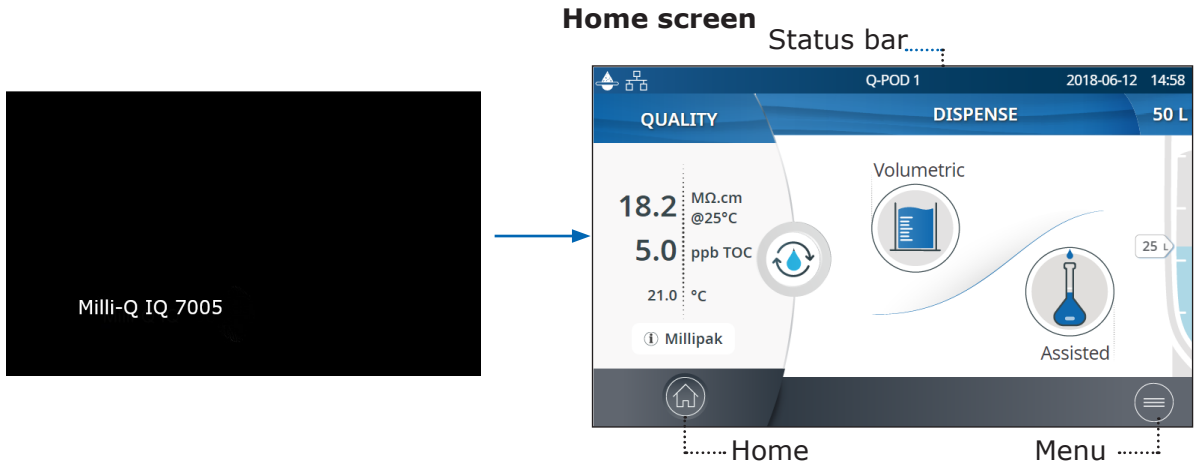 Home screen
Status bar
Q-POD 1 2018-06-12 14:58
QUALITY DISPENSE 50 L
Volumetric
18.2 MΩ.cm
@25°C
5.0 ppb TOC
25 L
Milli-Q IQ 7005
21.0 °C
i Millipak
Assisted
Home Menu